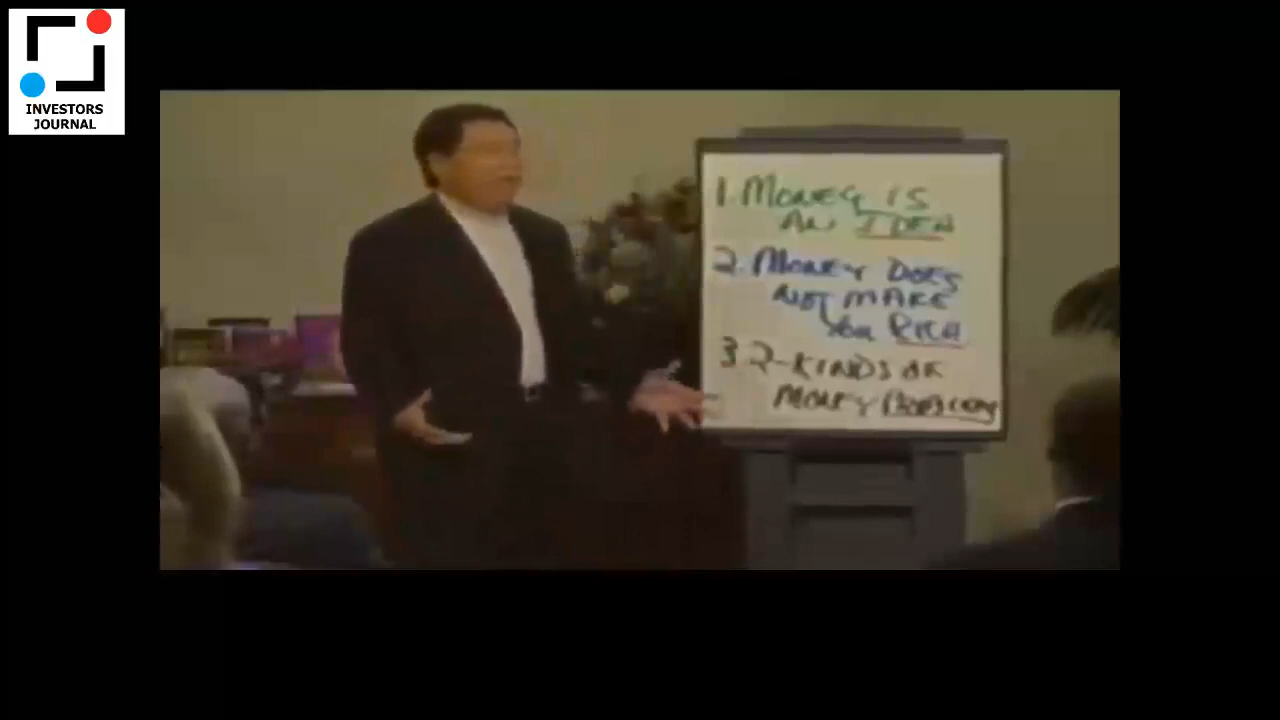 INVESTORS
JOURNAL
1. MONEY IS
AN IDEA
2. MONEY DOES
NOT MAKE
You RICH
3. 2-KINDS OF
MONEY PROBLEMS